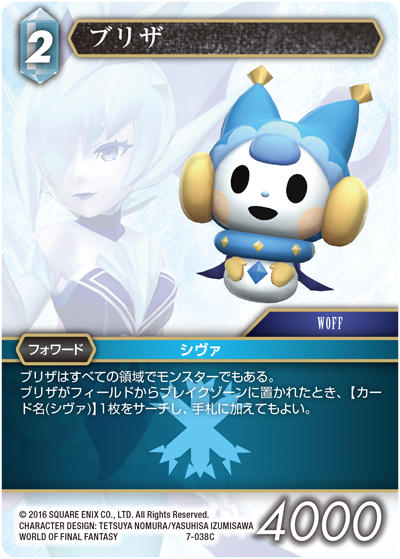 2
ブリザ
WOFF
フォワード
シヴァ
ブリザはすべての領域でモンスターでもある。
ブリザがフィールドからブレイクゾーンに置かれたとき、【カー
ド名(シヴァ)】1枚をサーチし、手札に加えてもよい。
© 2016 SQUARE ENIX CO., LTD. All Rights Reserved.
CHARACTER DESIGN: TETSUYA NOMURA/YASUHISA IZUMISAWA
WORLD OF FINAL FANTASY
7-038C
4000